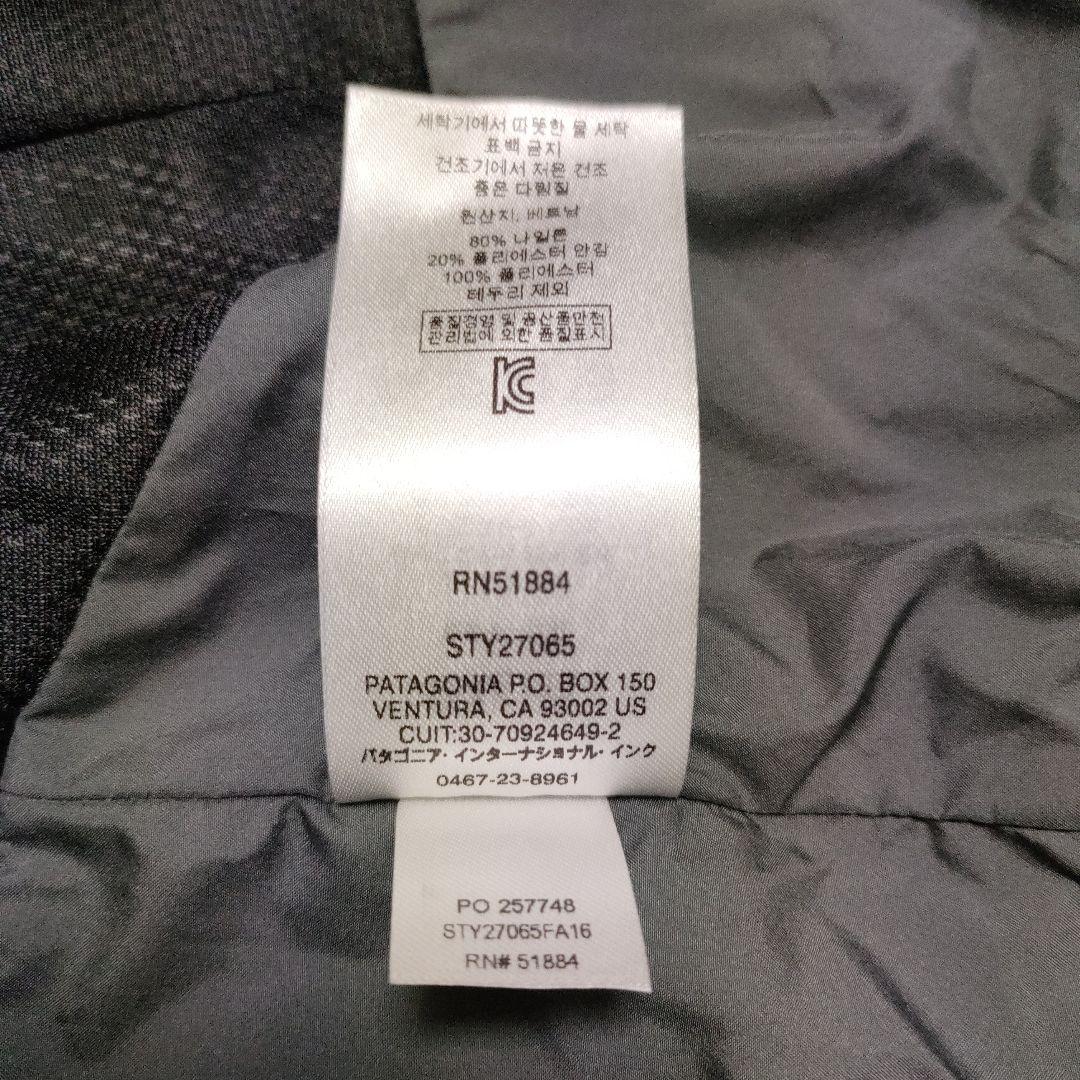 세탁기에서 따뜻한 물 세탁
표백 금지
건조기에서 저온 건조
중온 다림질
원산지, 베트남
80% 나일론
20% 폴리에스터 안감
100% 폴리에스터
테두리 제외
품질경영 및 공산품안전
관리법에 의한 품질표시
KC
RN51884
STY27065
PATAGONIA P.O. BOX 150
VENTURA, CA 93002 US
CUIT:30-70924649-2
パタゴニア・インターナショナル・インク
0467-23-8961
PO 257748
STY27065FA16
RN# 51884